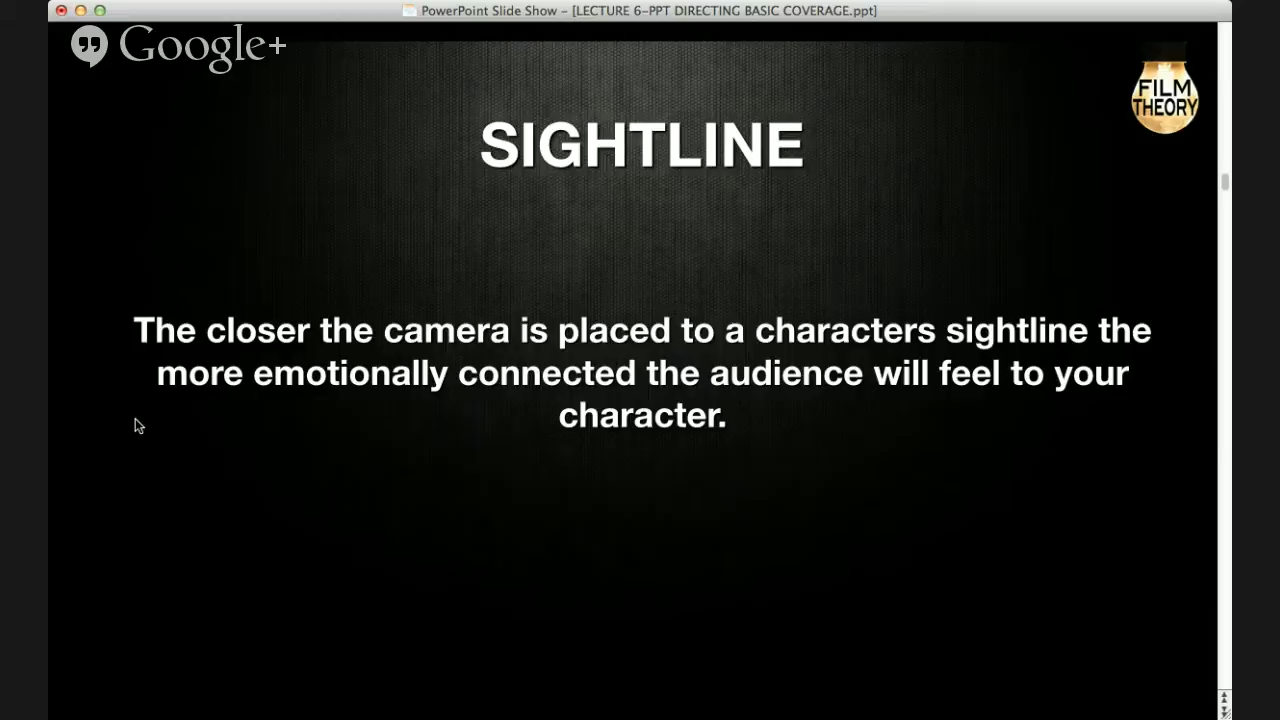 PowerPoint Slide Show – [LECTURE 6-PPT DIRECTING BASIC COVERAGE.ppt]
Google+
FILM
THEORY
SIGHTLINE
The closer the camera is placed to a characters sightline the
more emotionally connected the audience will feel to your
character.